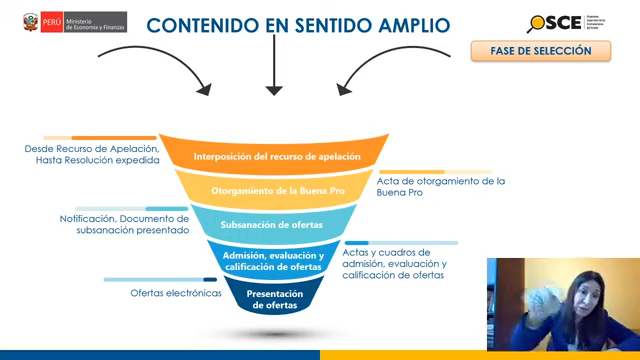 PERÚ
Ministerio
de Economía y Finanzas
CONTENIDO EN SENTIDO AMPLIO
OSCE
FASE DE SELECCIÓN
Desde Recurso de Apelación,
Hasta Resolución expedida
Interposición del recurso de apelación
Otorgamiento de la Buena Pro
Acta de otorgamiento de la
Buena Pro
Notificación, Documento de
subsanación presentado
Subsanación de ofertas
Admisión, evaluación y
calificación de ofertas
Actas y cuadros de
admisión, evaluación y
calificación de ofertas
Ofertas electrónicas
Presentación
de ofertas